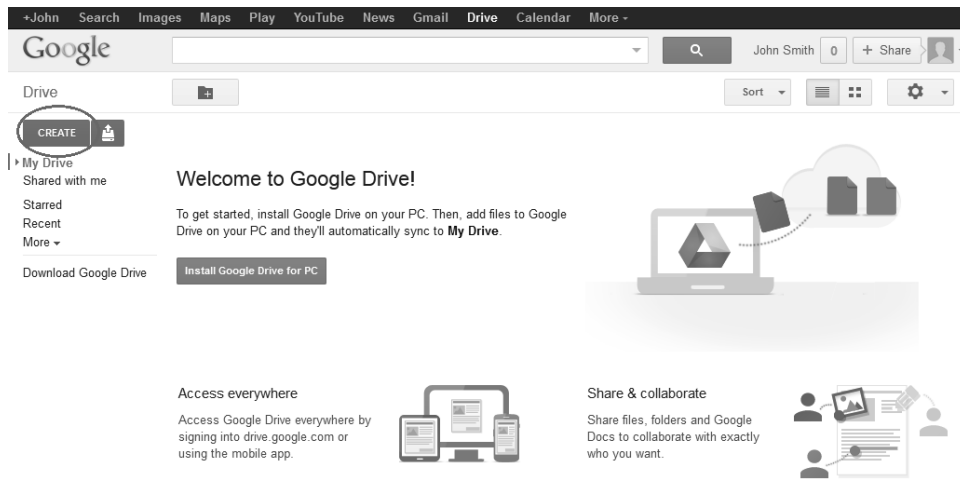 +John Search Images Maps Play YouTube News Gmail Drive Calendar More
Google
John Smith 0 + Share
Drive
Sort
CREATE
My Drive
Shared with me
Starred
Recent
More
Download Google Drive
Welcome to Google Drive!
To get started, install Google Drive on your PC. Then, add files to Google
Drive on your PC and they'll automatically sync to My Drive.
Install Google Drive for PC
Access everywhere
Access Google Drive everywhere by
signing into drive.google.com or
using the mobile app.
Share & collaborate
Share files, folders and Google
Docs to collaborate with exactly
who you want.